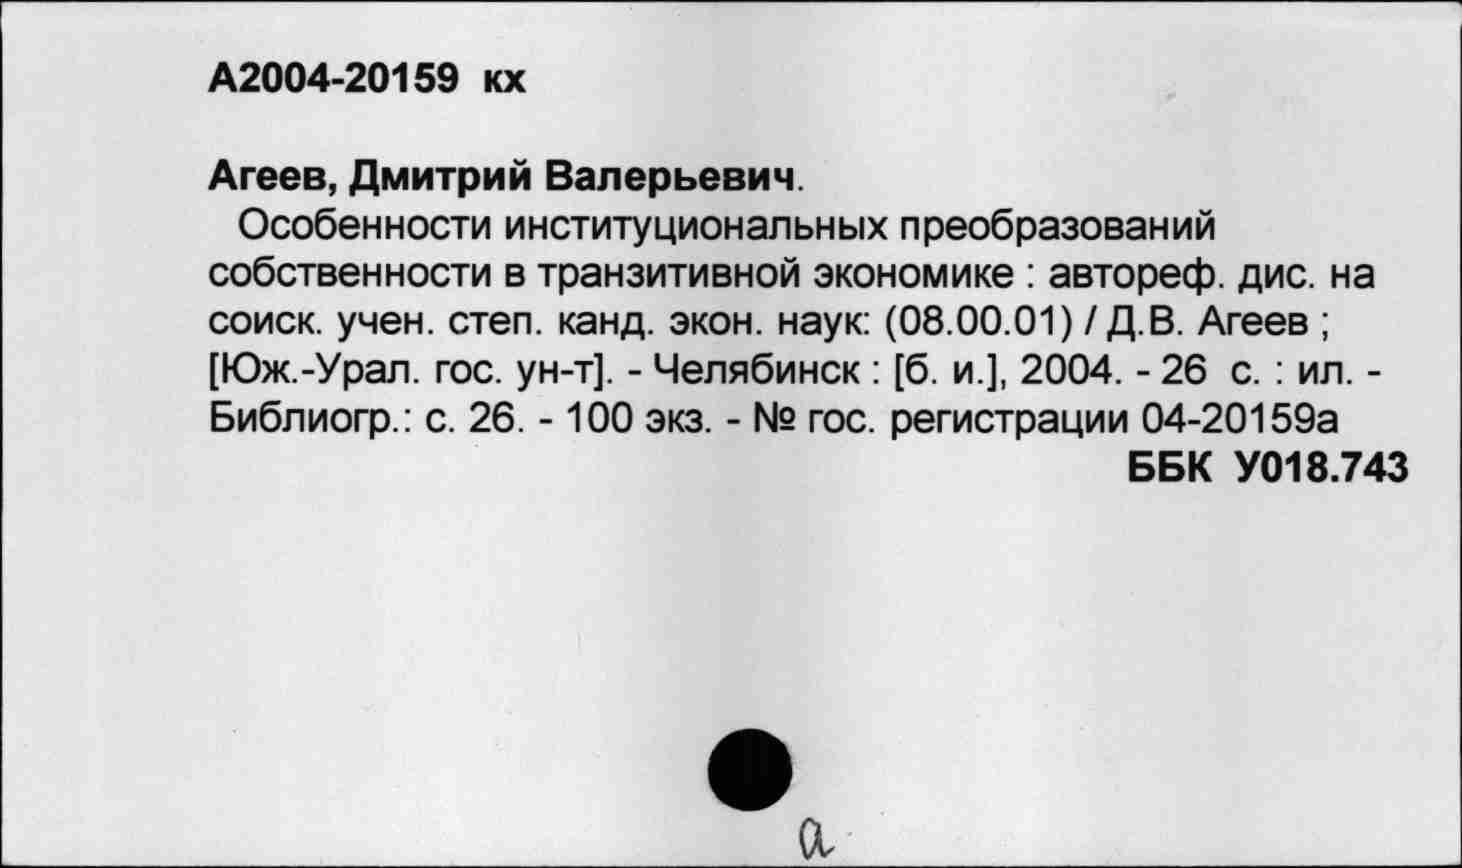 А2004-20159 кх
Агеев, Дмитрий Валерьевич.
Особенности институциональных преобразований
собственности в транзитивной экономике : автореф. дис. на
соиск. учен. степ. канд. экон. наук: (08.00.01) / Д.В. Агеев ;
[Юж.-Урал. гос. ун-т]. - Челябинск : [б. и.], 2004. - 26 с. : ил. -
Библиогр.: с. 26. - 100 экз. - № гос. регистрации 04-20159а
ББК У018.743
а